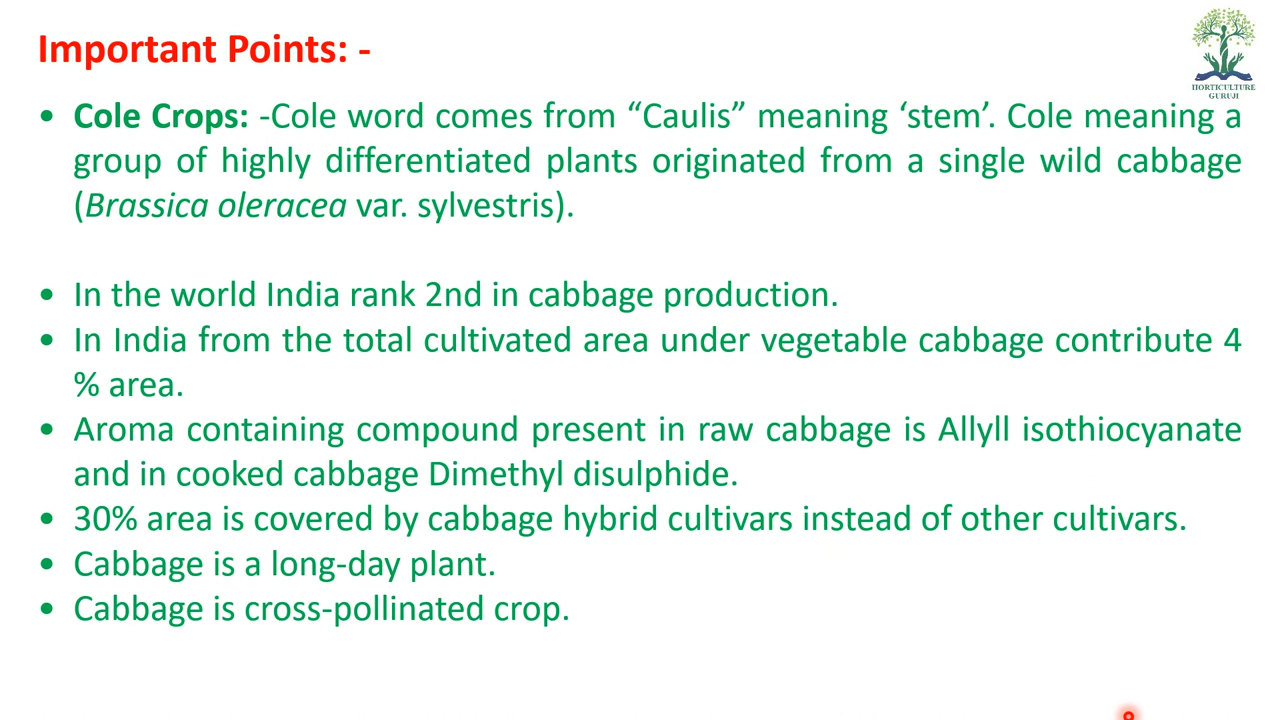 Important Points: -
HORTICULTURE
GURUJI
• Cole Crops: -Cole word comes from “Caulis” meaning ‘stem’. Cole meaning a
group of highly differentiated plants originated from a single wild cabbage
(Brassica oleracea var. sylvestris).
• In the world India rank 2nd in cabbage production.
• In India from the total cultivated area under vegetable cabbage contribute 4
% area.
• Aroma containing compound present in raw cabbage is Allyll isothiocyanate
and in cooked cabbage Dimethyl disulphide.
• 30% area is covered by cabbage hybrid cultivars instead of other cultivars.
• Cabbage is a long-day plant.
• Cabbage is cross-pollinated crop.